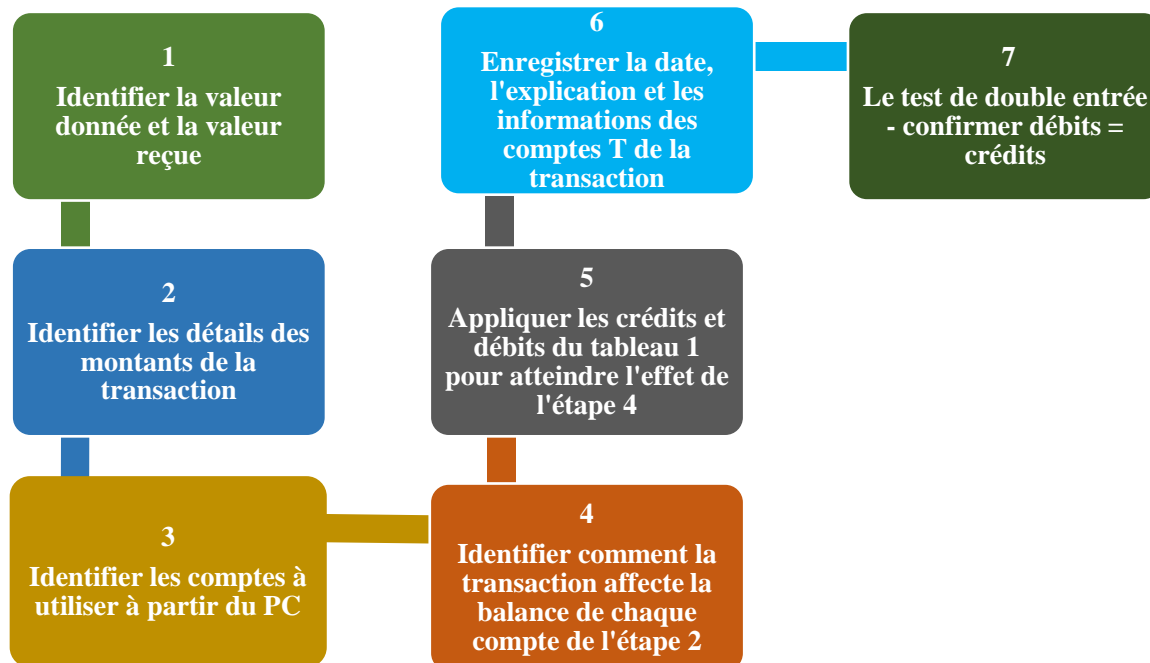 1
Identifier la valeur
donnée et la valeur
reçue
2
Identifier les détails des
montants de la
transaction
3
Identifier les comptes à
utiliser à partir du PC
4
Identifier comment la
transaction affecte la
balance de chaque
compte de l'étape 2
5
Appliquer les crédits et
débits du tableau 1
pour atteindre l'effet de
l'étape 4
6
Enregistrer la date,
l'explication et les
informations des
comptes T de la
transaction
7
Le test de double entrée
- confirmer débits =
crédits